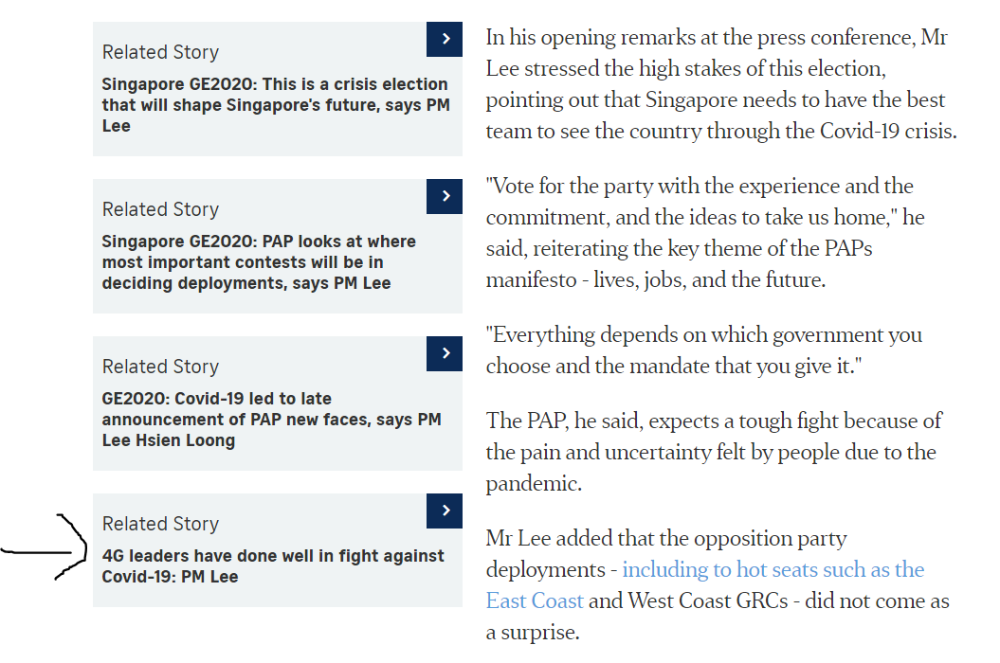 Related Story
Singapore GE2020: This is a crisis election
that will shape Singapore's future, says PM
Lee
Related Story
Singapore GE2020: PAP looks at where
most important contests will be in
deciding deployments, says PM Lee
Related Story
GE2020: Covid-19 led to late
announcement of PAP new faces, says PM
Lee Hsien Loong
Related Story
4G leaders have done well in fight against
Covid-19: PM Lee
In his opening remarks at the press conference, Mr
Lee stressed the high stakes of this election,
pointing out that Singapore needs to have the best
team to see the country through the Covid-19 crisis.
"Vote for the party with the experience and the
commitment, and the ideas to take us home," he
said, reiterating the key theme of the PAPs
manifesto - lives, jobs, and the future.
"Everything depends on which government you
choose and the mandate that you give it."
The PAP, he said, expects a tough fight because of
the pain and uncertainty felt by people due to the
pandemic.
Mr Lee added that the opposition party
deployments - including to hot seats such as the
East Coast and West Coast GRCs - did not come as
a surprise.